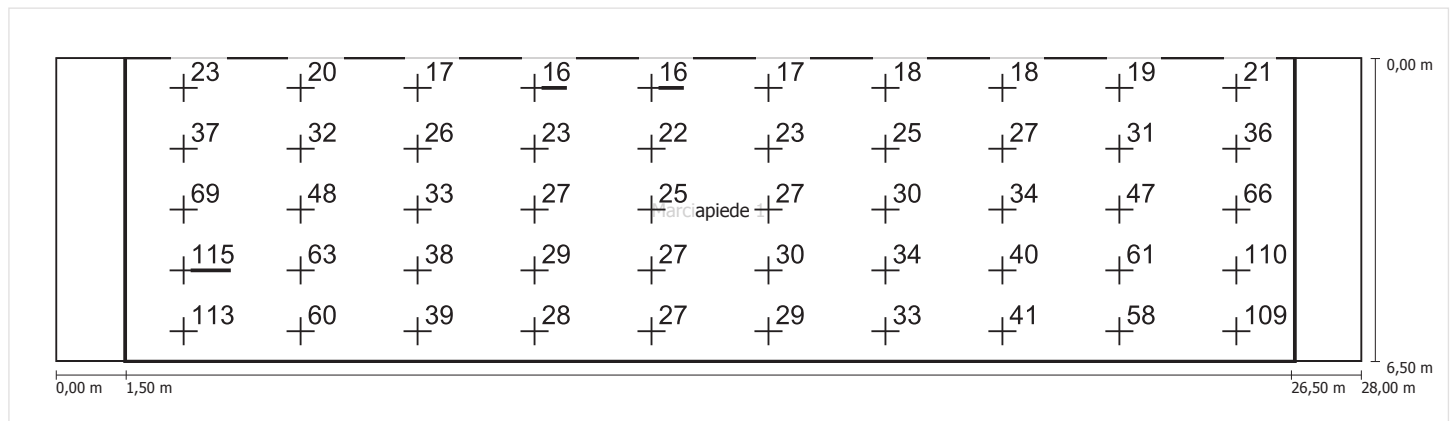 23 20 17 16 16 17 18 18 19 21
0,00 m
37 32 26 23 22 23 25 27 31 36
69 48 33 27 25 27 30 34 47 66
Marciapiede 1
115 63 38 29 27 30 34 40 61 110
113 60 39 28 27 29 33 41 58 109
6,50 m
0,00 m 1,50 m 26,50 m 28,00 m